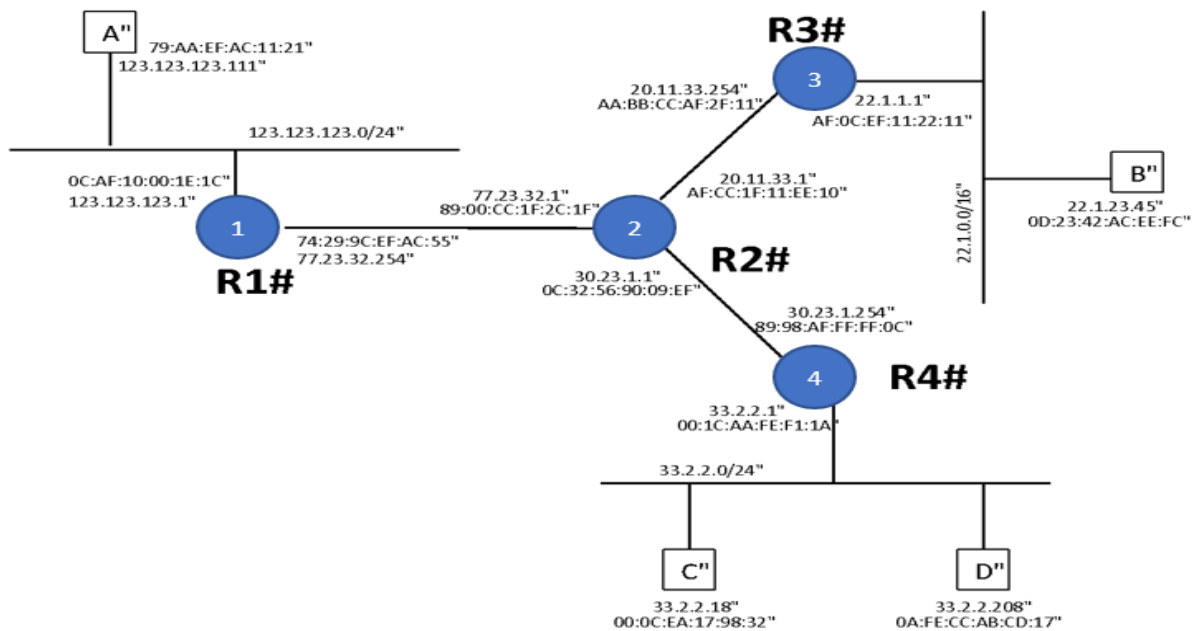 A"
79:AA:EF:AC:11:21"
123.123.123.111"
123.123.123.0/24"
0C:AF:10:00:1E:1C"
123.123.123.1"
1
R1#
74:29:9C:EF:AC:55"
77.23.32.254"
77.23.32.1"
89:00:CC:1F:2C:1F"
2
R2#
20.11.33.254"
AA:BB:CC:AF:2F:11"
R3#
3
22.1.1.1"
AF:0C:EF:11:22:11"
20.11.33.1"
AF:CC:1F:11:EE:10"
22.1.0.0/16"
B"
22.1.23.45"
0D:23:42:AC:EE:FC"
30.23.1.1"
0C:32:56:90:09:EF"
30.23.1.254"
89:98:AF:FF:FF:0C"
4
R4#
33.2.2.1"
00:1C:AA:FE:F1:1A"
33.2.2.0/24"
C"
33.2.2.18"
00:0C:EA:17:98:32"
D"
33.2.2.208"
0A:FE:CC:AB:CD:17"